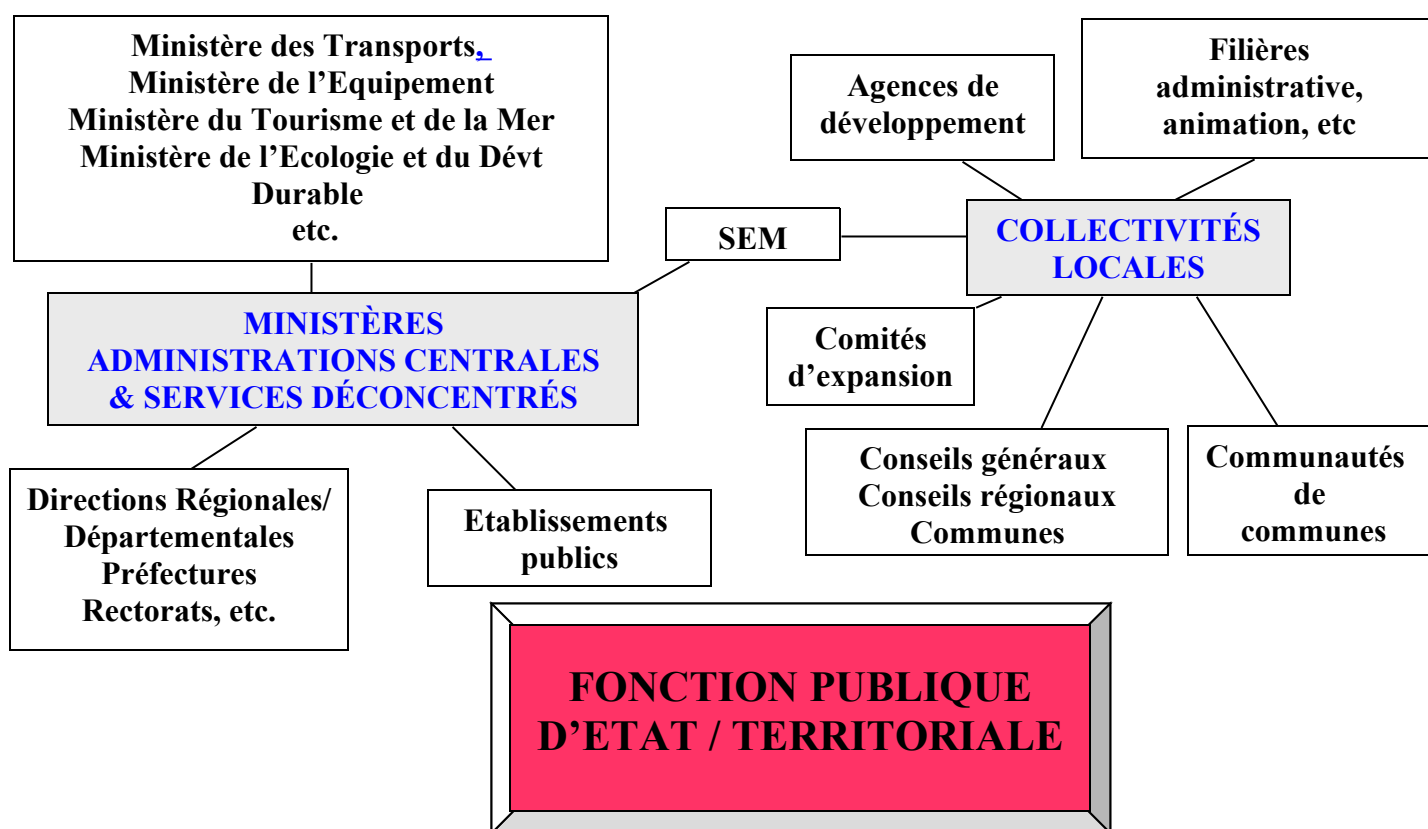 Ministère des Transports,
Ministère de l’Equipement
Ministère du Tourisme et de la Mer
Ministère de l’Ecologie et du Dévt
Durable
etc.
Agences de
développement
Filières
administrative,
animation, etc
SEM
COLLECTIVITÉS
LOCALES
MINISTÈRES
ADMINISTRATIONS CENTRALES
& SERVICES DÉCONCENTRÉS
Comités
d’expansion
Directions Régionales/
Départementales
Préfectures
Rectorats, etc.
Etablissements
publics
Conseils généraux
Conseils régionaux
Communes
Communautés
de
communes
FONCTION PUBLIQUE
D’ETAT / TERRITORIALE